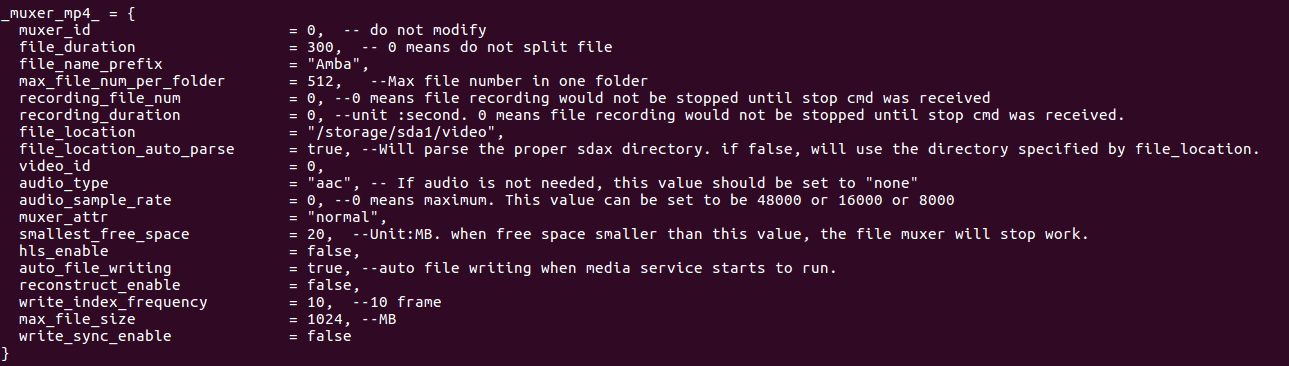 _muxer_mp4_ = {
  muxer_id                      = 0,  -- do not modify
  file_duration                 = 300,  -- 0 means do not split file
  file_name_prefix              = "Amba",
  max_file_num_per_folder       = 512,   --Max file number in one folder
  recording_file_num            = 0, --0 means file recording would not be stopped until stop cmd was received
  recording_duration            = 0, --unit :second. 0 means file recording would not be stopped until stop cmd was received.
  file_location                 = "/storage/sda1/video",
  file_location_auto_parse      = true, --Will parse the proper sdax directory. if false, will use the directory specified by file_location.
  video_id                      = 0,
  audio_type                    = "aac", -- If audio is not needed, this value should be set to "none"
  audio_sample_rate             = 0, --0 means maximum. This value can be set to be 48000 or 16000 or 8000
  muxer_attr                    = "normal",
  smallest_free_space           = 20,  --Unit:MB. when free space smaller than this value, the file muxer will stop work.
  hls_enable                    = false,
  auto_file_writing             = true, --auto file writing when media service starts to run.
  reconstruct_enable            = false,
  write_index_frequency         = 10,  --10 frame
  max_file_size                 = 1024, --MB
  write_sync_enable             = false
}